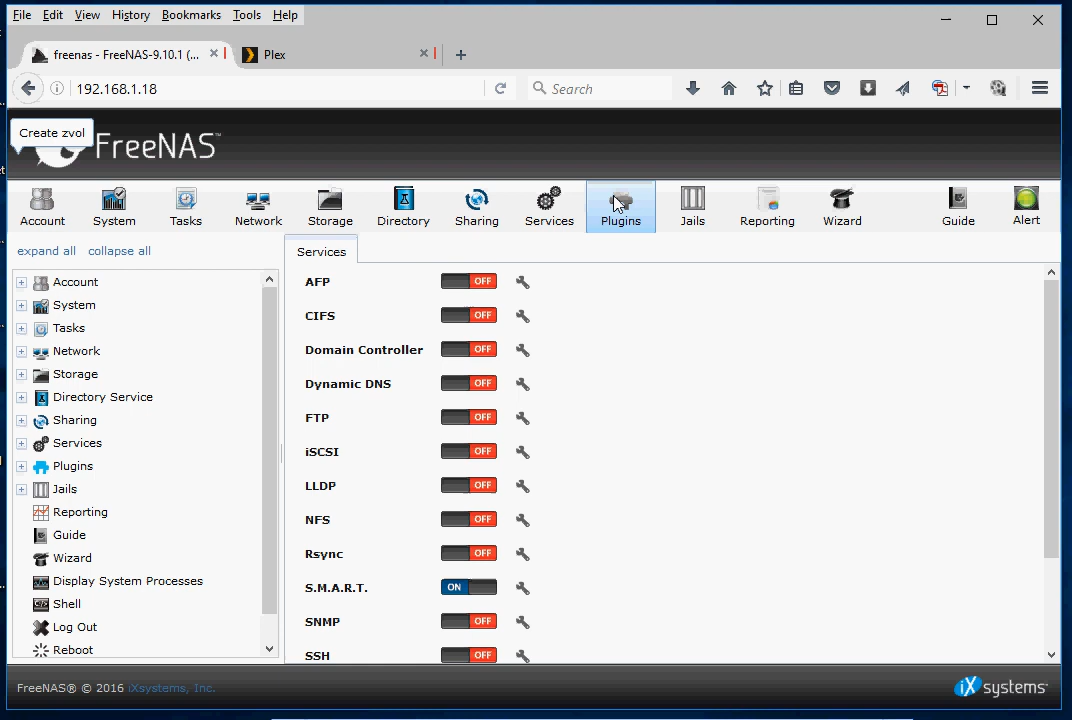 File Edit View History Bookmarks Tools Help
freenas - FreeNAS-9.10.1 (...
Plex
192.168.1.18
Search
Create zvol
FreeNAS™
Account System Tasks Network Storage Directory Sharing Services Plugins Jails Reporting Wizard Guide Alert
expand all collapse all
Services
Account
System
Tasks
Network
Storage
Directory Service
Sharing
Services
Plugins
Jails
Reporting
Guide
Wizard
Display System Processes
Shell
Log Out
Reboot
AFP OFF
CIFS OFF
Domain Controller OFF
Dynamic DNS OFF
FTP OFF
iSCSI OFF
LLDP OFF
NFS OFF
Rsync OFF
S.M.A.R.T. ON
SNMP OFF
SSH OFF
FreeNAS® © 2016 iXsystems, Inc.
iXsystems